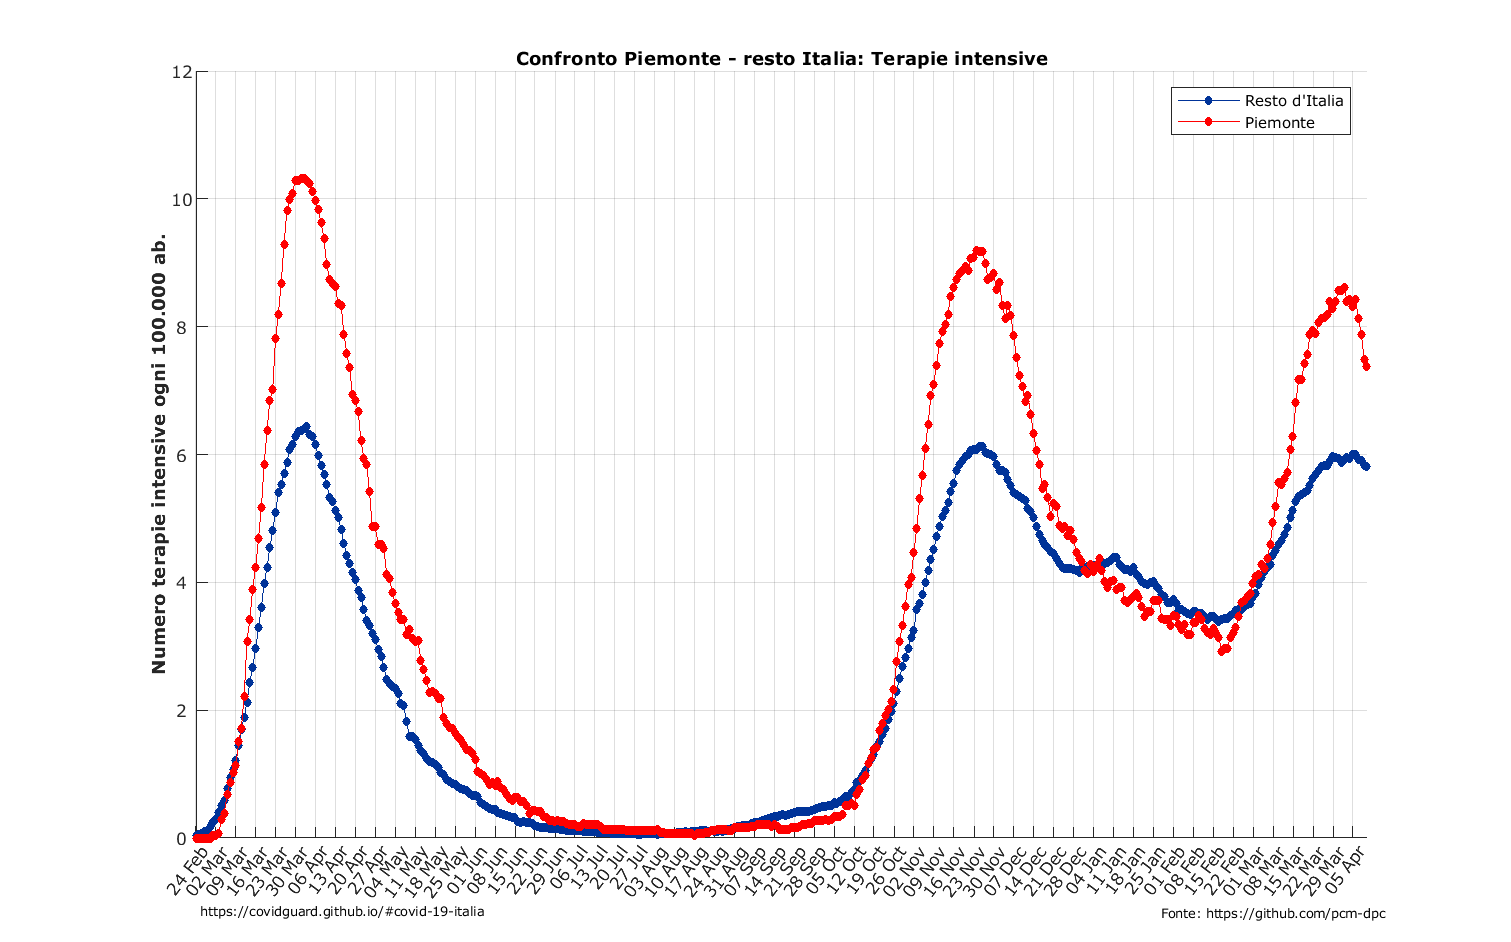 Confronto Piemonte - resto Italia: Terapie intensive
Numero terapie intensive ogni 100.000 ab.
12
10
8
6
4
2
0
Resto d'Italia
Piemonte
24 Feb
02 Mar
09 Mar
16 Mar
23 Mar
30 Mar
06 Apr
13 Apr
20 Apr
27 Apr
04 May
11 May
18 May
25 May
01 Jun
08 Jun
15 Jun
22 Jun
29 Jun
06 Jul
13 Jul
20 Jul
27 Jul
03 Aug
10 Aug
17 Aug
24 Aug
31 Aug
07 Sep
14 Sep
21 Sep
28 Sep
05 Oct
12 Oct
19 Oct
26 Oct
02 Nov
09 Nov
16 Nov
23 Nov
30 Nov
07 Dec
14 Dec
21 Dec
28 Dec
04 Jan
11 Jan
18 Jan
25 Jan
01 Feb
08 Feb
15 Feb
22 Feb
01 Mar
08 Mar
15 Mar
22 Mar
29 Mar
05 Apr
https://covidguard.github.io/#covid-19-italia
Fonte: https://github.com/pcm-dpc